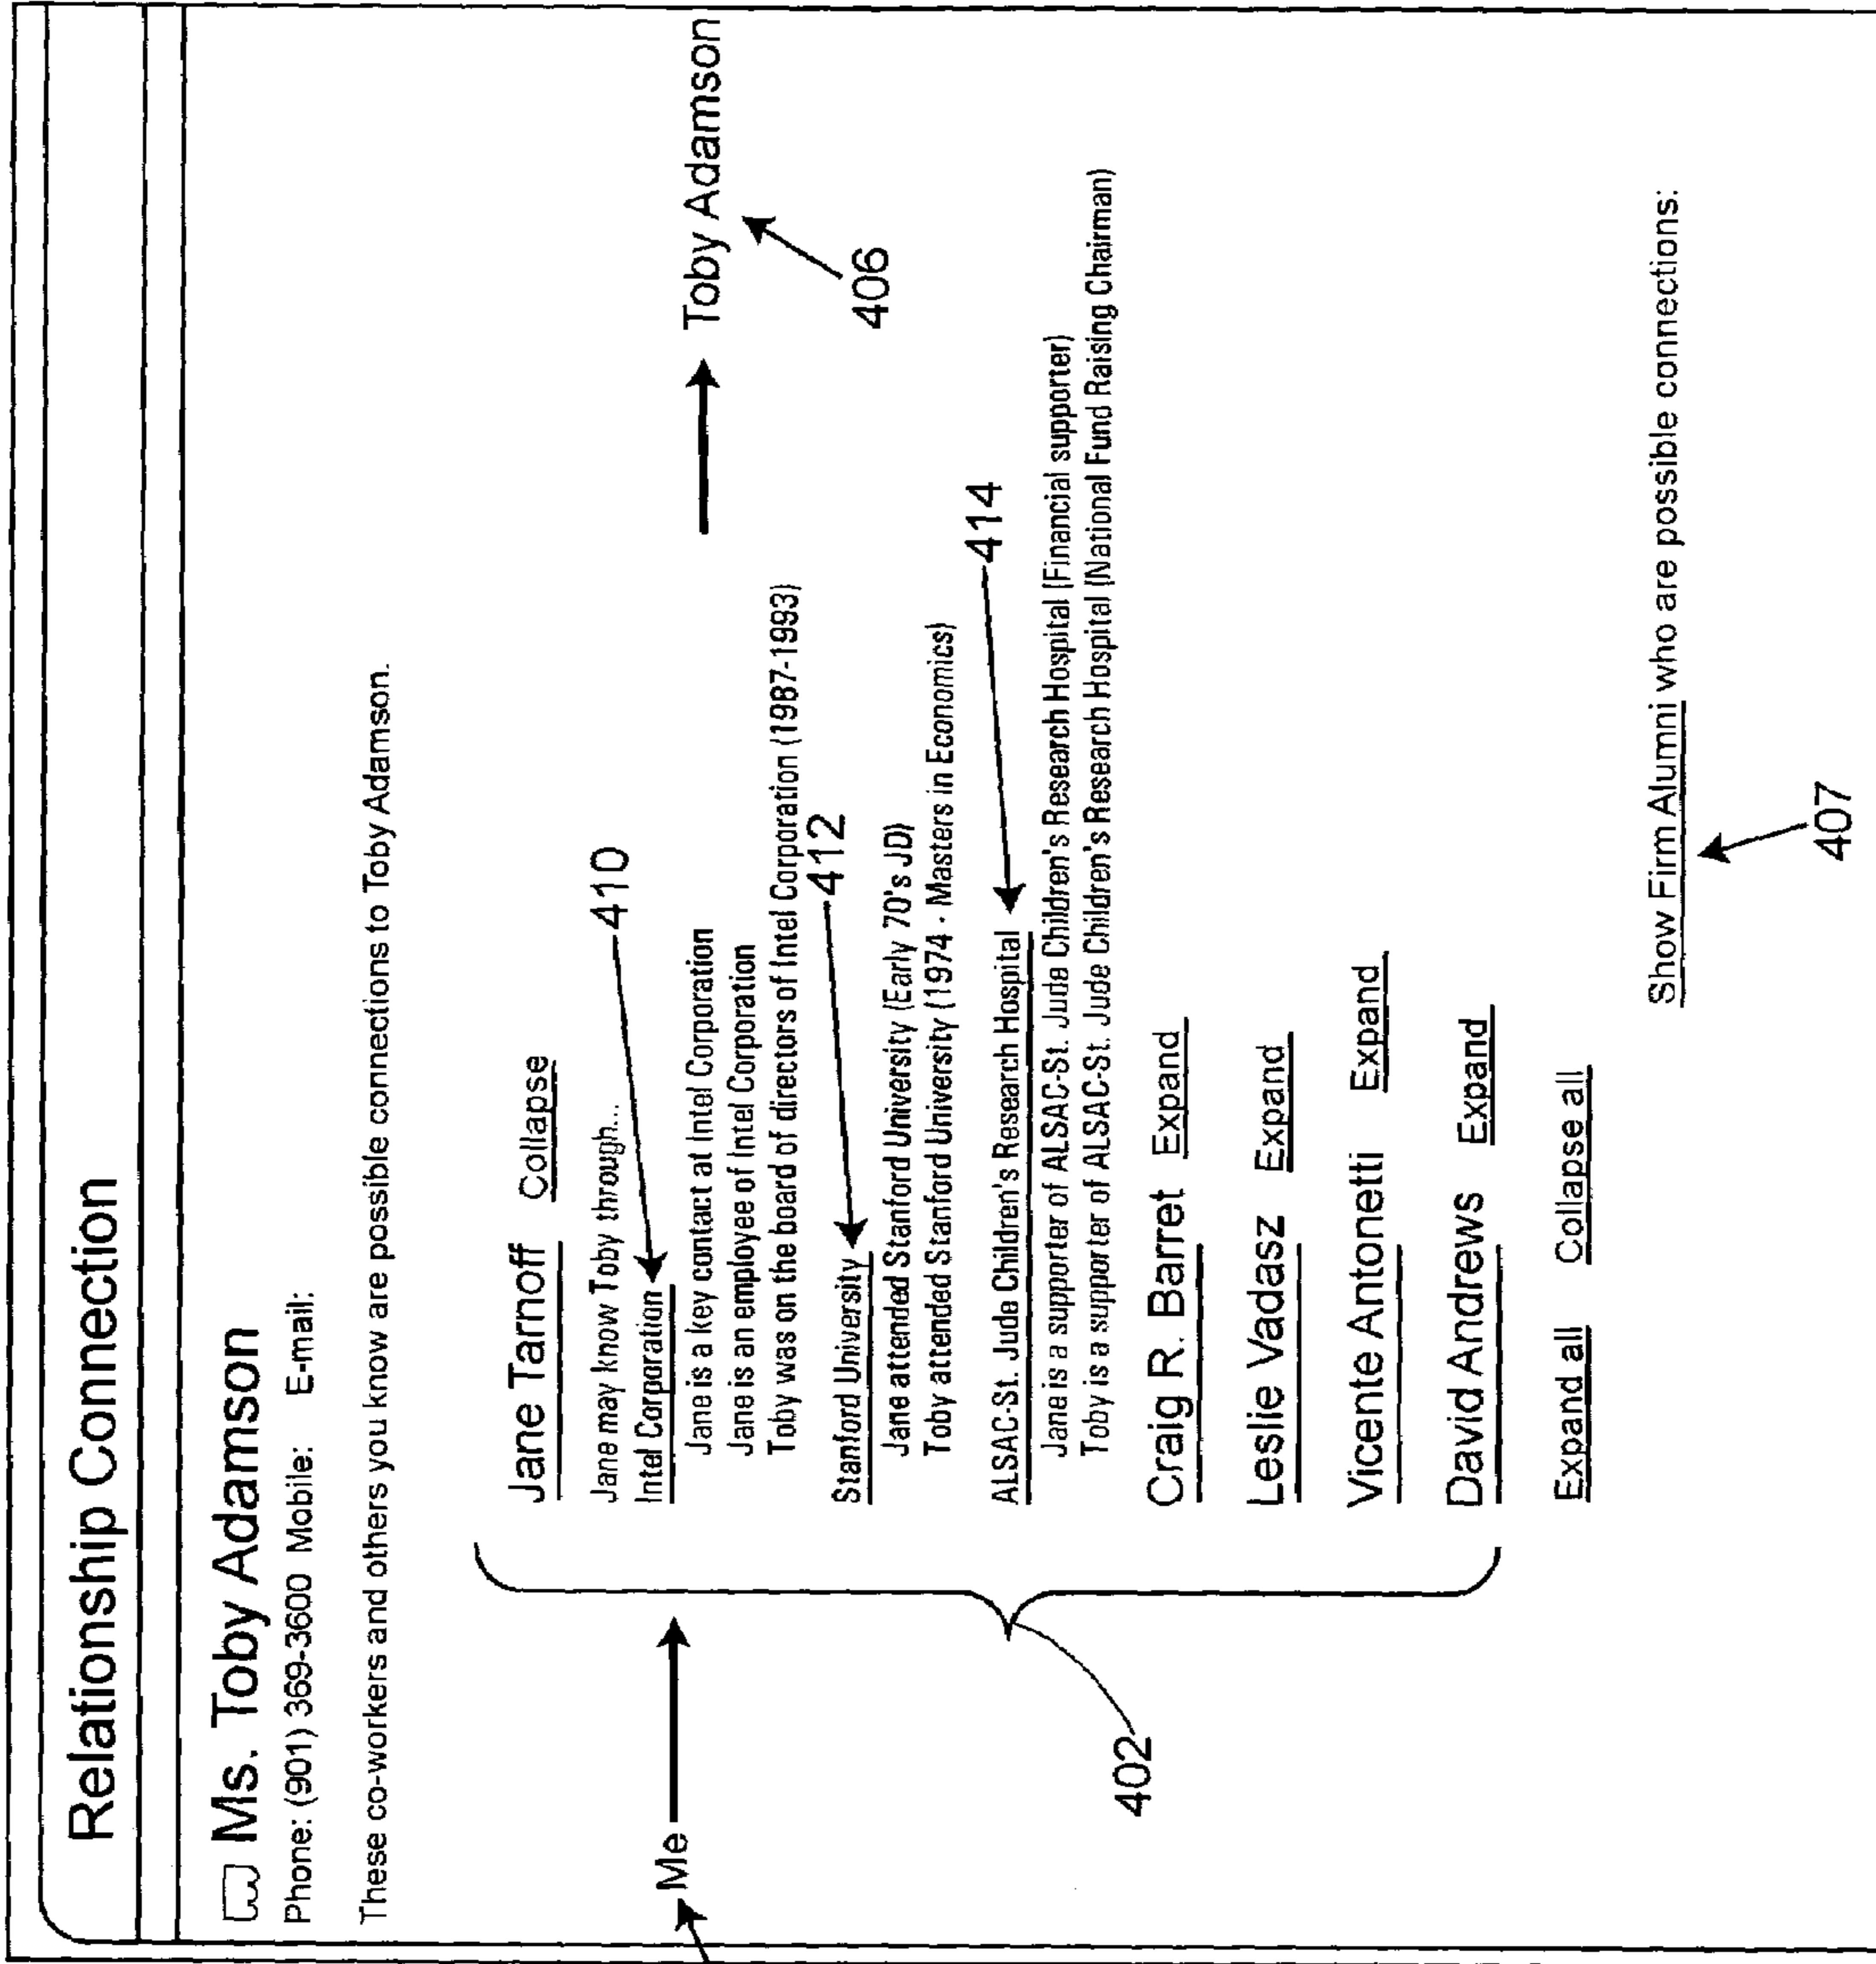 Relationship Connection
Ms. Toby Adamson
Phone: (901) 369-3600 Mobile: E-mail:
These co-workers and others you know are possible connections to Toby Adamson.
Jane Tarnoff Collapse
Jane may know Toby through...
410
Me
Intel Corporation
Toby Adamson
Jane is a key contact at Intel Corporation
Jane is an employee of Intel Corporation
Toby was on the board of directors of Intel Corporation (1987-1993)
406
412
Stanford University
Jane attended Stanford University (Early 70's JD)
Toby attended Stanford University (1974 - Masters in Economics)
414
ALSAC-St. Jude Children's Research Hospital
Jane is a supporter of ALSAC-St. Jude Children's Research Hospital (Financial supporter)
Toby is a supporter of ALSAC-St. Jude Children's Research Hospital (National Fund Raising Chairman)
402
Craig R. Barret Expand
Leslie Vadasz Expand
Vicente Antonetti Expand
David Andrews Expand
Expand all Collapse all
Show Firm Alumni who are possible connections:
407